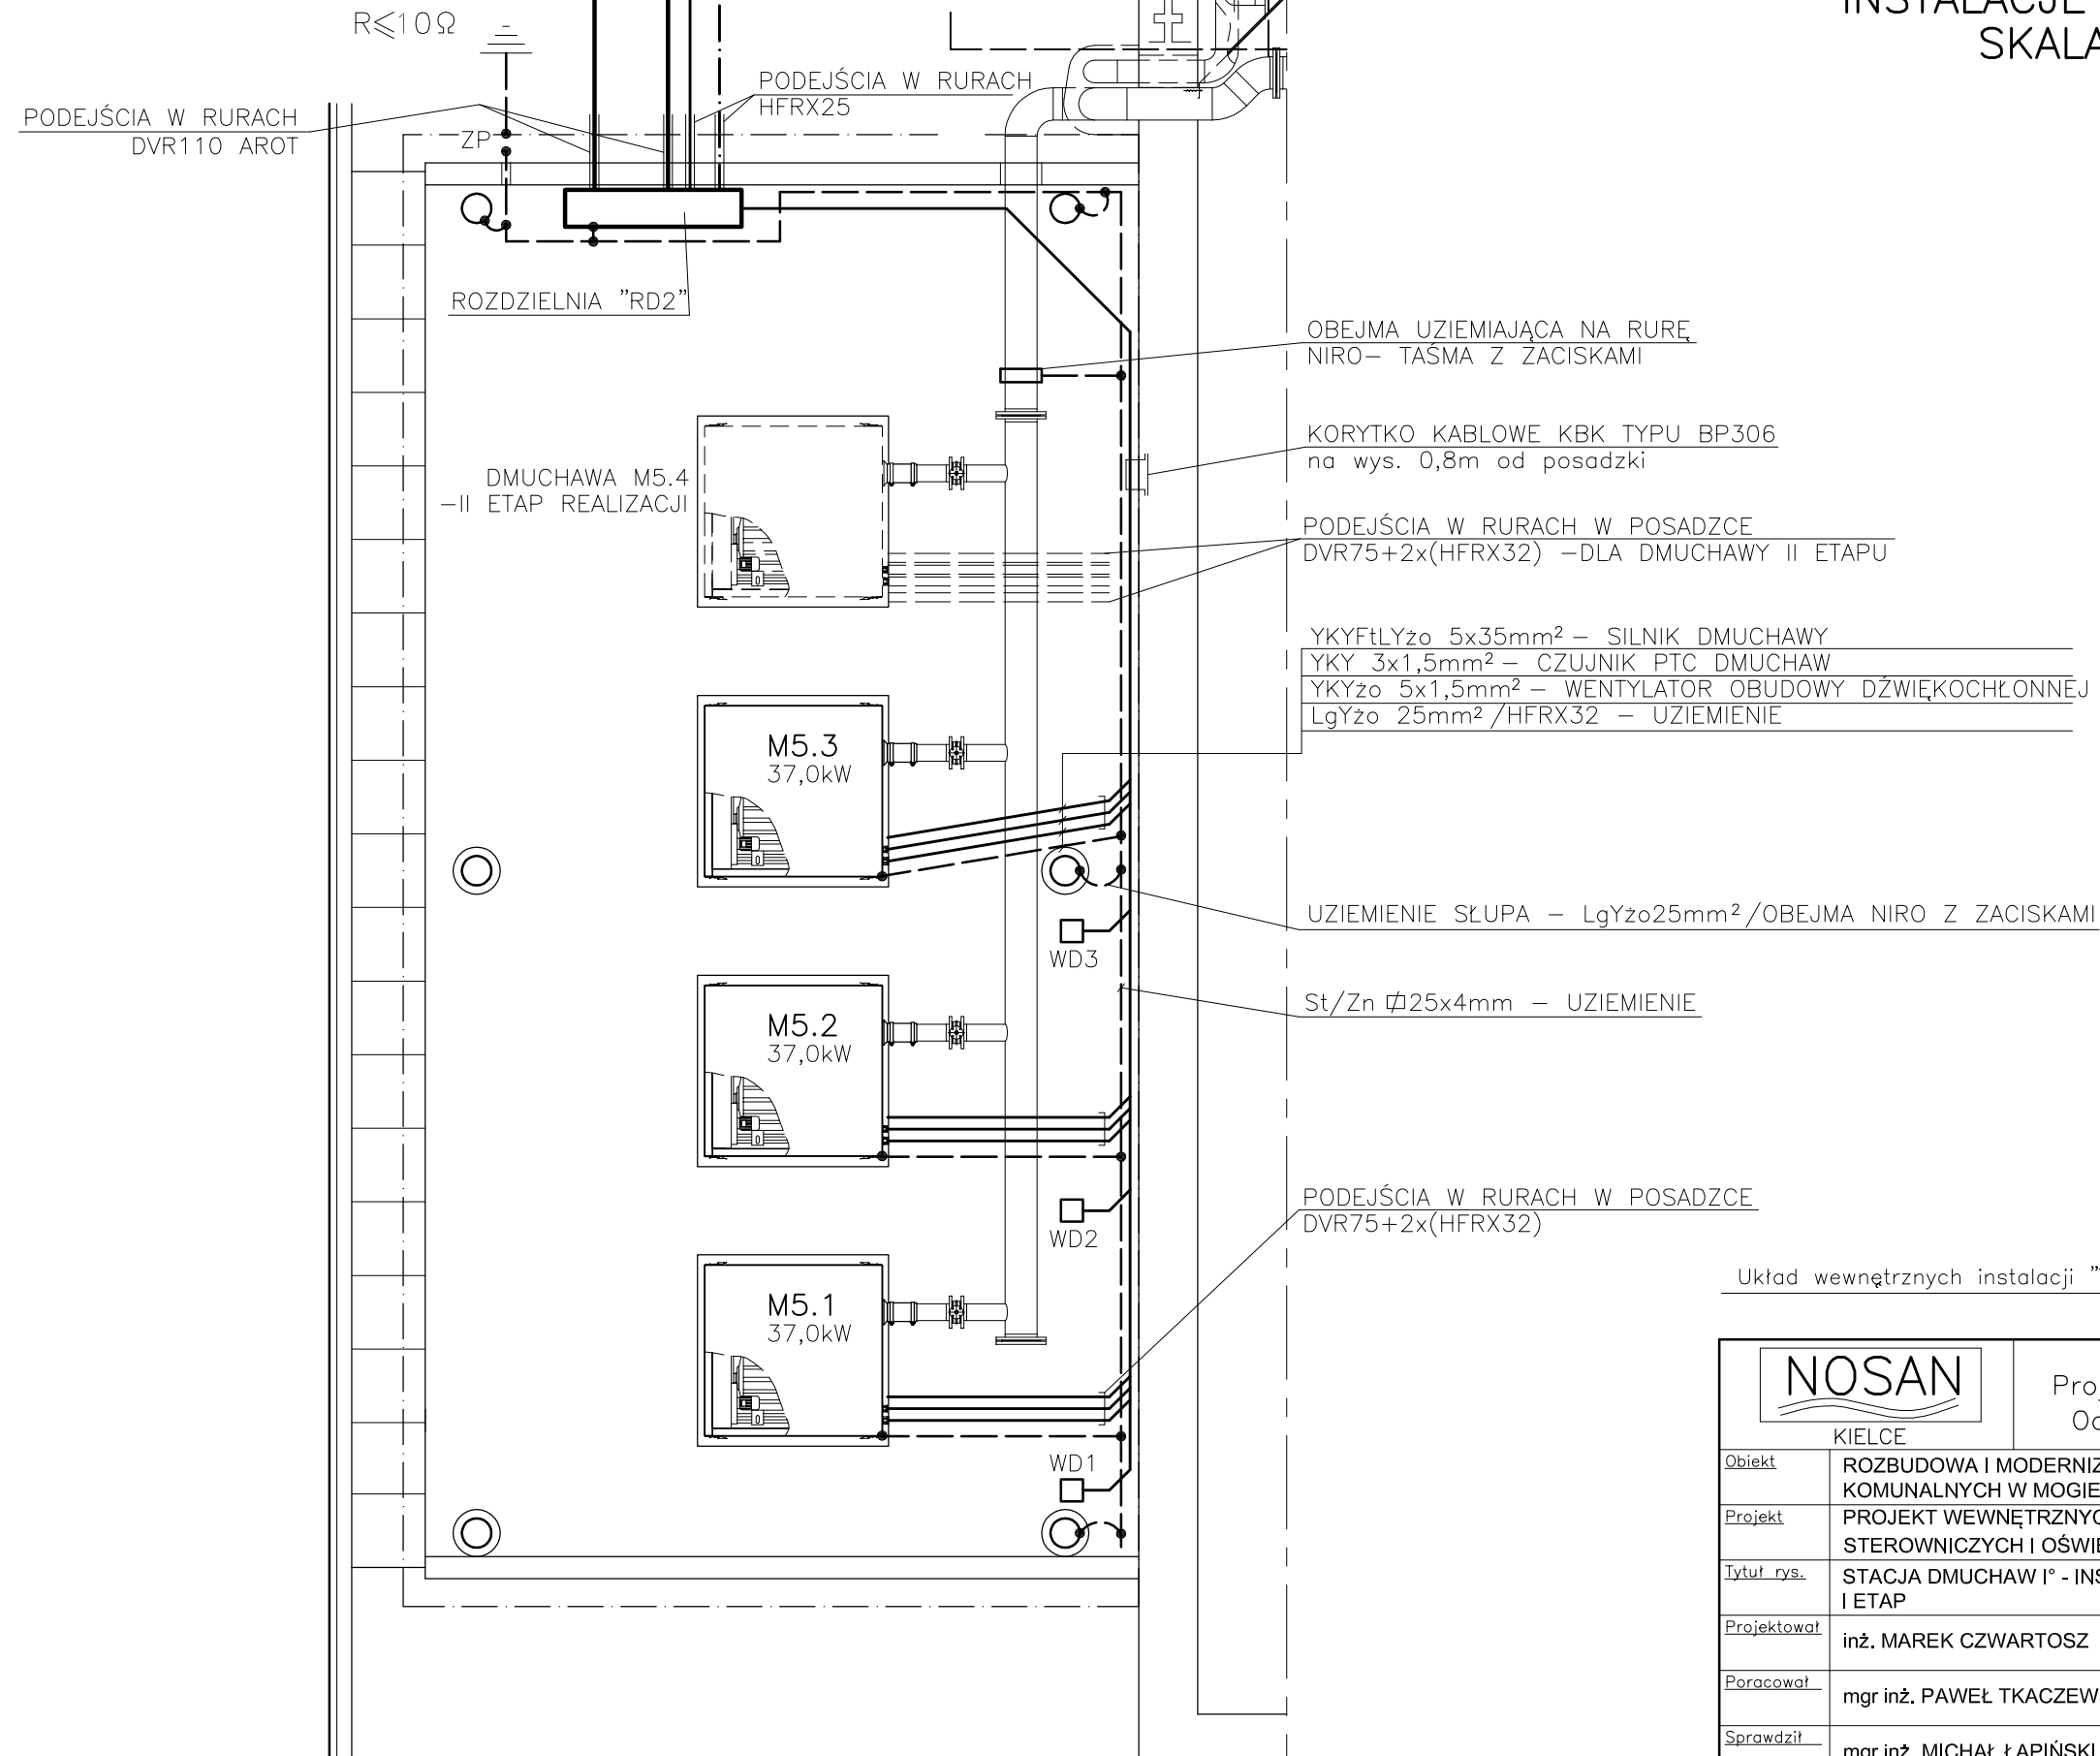 R≤10Ω
INSTALACJE
SKALA
PODEJŚCIA W RURACH
DVR110 AROT
ZP
PODEJŚCIA W RURACH
HFRX25
ROZDZIELNIA ”RD2”
OBEJMA UZIEMIAJĄCA NA RURĘ
NIRO– TAŚMA Z ZACISKAMI
KORYTKO KABLOWE KBK TYPU BP306
na wys. 0,8m od posadzki
DMUCHAWA M5.4
–II ETAP REALIZACJI
PODEJŚCIA W RURACH W POSADZCE
DVR75+2x(HFRX32) –DLA DMUCHAWY II ETAPU
YKYFtLYżo 5x35mm² – SILNIK DMUCHAWY
YKY 3x1,5mm² – CZUJNIK PTC DMUCHAW
YKYżo 5x1,5mm² – WENTYLATOR OBUDOWY DŹWIĘKOCHŁONNEJ
LgYżo 25mm² /HFRX32 – UZIEMIENIE
M5.3
37,0kW
UZIEMIENIE SŁUPA – LgYżo25mm²/OBEJMA NIRO Z ZACISKAMI
WD3
St/Zn 25x4mm – UZIEMIENIE
M5.2
37,0kW
WD2
PODEJŚCIA W RURACH W POSADZCE
DVR75+2x(HFRX32)
M5.1
37,0kW
WD1
Układ wewnętrznych instalacji ”
NOSAN
KIELCE
Obiekt
ROZBUDOWA I
KOMUNALNYCH W
Projekt
PROJEKT
STEROWNICZYCH I
Tytuł rys.
STACJA DMUCHAW I° -
I ETAP
Projektował
inż. MAREK CZWARTOSZ
Poracował
mgr inż. PAWEŁ
Sprawdził
mgr inż. MICHAŁ ŁAPIŃSKI